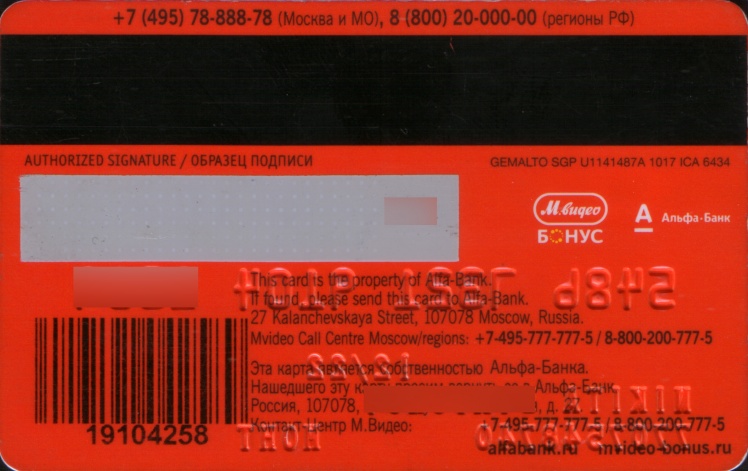 +7 (495) 78-888-78 (Москва и МО), 8 (800) 20-000-00 (регионы РФ)
AUTHORIZED SIGNATURE / ОБРАЗЕЦ ПОДПИСИ
GEMALTO SGP U1141487A 1017 ICA 6434
М.видео
БОНУС
Альфа-Банк
This card is the property of Alfa-Bank.
If found, please send this card to Alfa-Bank.
27 Kalanchevskaya Street, 107078 Moscow, Russia.
Mvideo Call Centre Moscow/regions: +7-495-777-777-5 / 8-800-200-777-5
Эта карта является собственностью Альфа-Банка.
Нашедшего эту карту просим вернуть ее в Альфа-Банк
Россия, 107078, д.
Контакт-Центр М.Видео: +7-495-777-777-5 / 8-800-200-777-5
alfabank.ru mvideo-bonus.ru
19104258